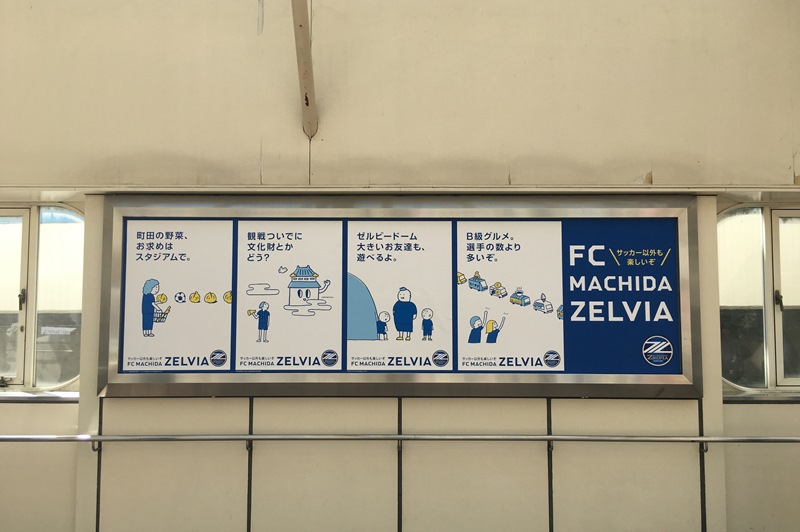 町田の野菜、
お求めは
スタジアムで。
サッカー以外も楽しいぞ
FC MACHIDA ZELVIA
観戦ついでに
文化財とか
どう?
サッカー以外も楽しいぞ
FC MACHIDA ZELVIA
ゼルビードーム
大きいお友達も、
遊べるよ。
サッカー以外も楽しいぞ
FC MACHIDA ZELVIA
B級グルメ。
選手の数より
多いぞ。
サッカー以外も楽しいぞ
FC MACHIDA ZELVIA
FC
サッカー以外も
楽しいぞ
MACHIDA
ZELVIA